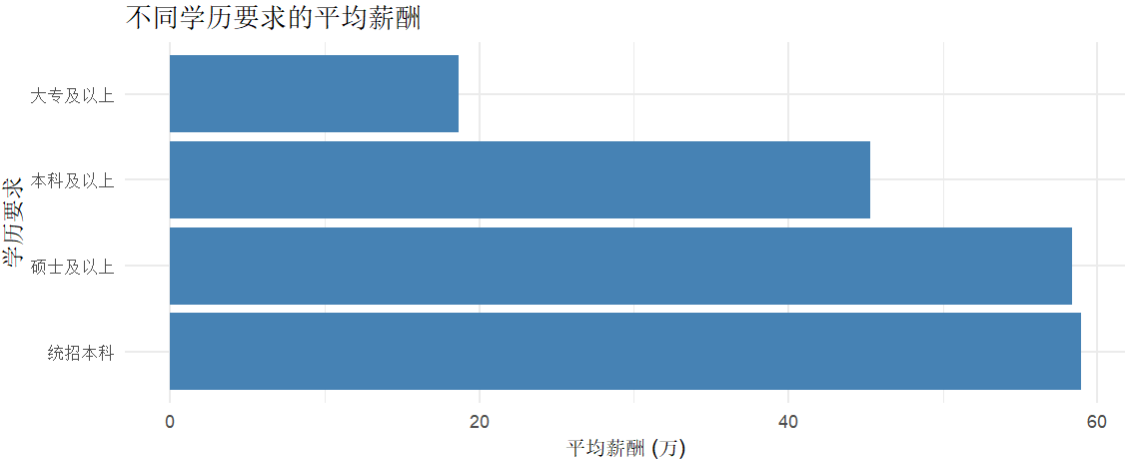 不同学历要求的平均薪酬
学历要求
大专及以上
本科及以上
硕士及以上
统招本科
0 20 40 60
平均薪酬 (万)